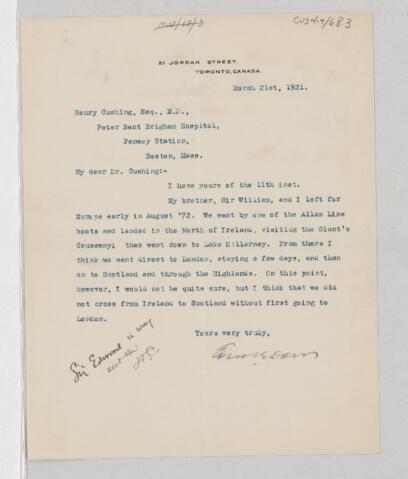 CUS417/68.3
21 JORDAN STREET
TORONTO, CANADA.
March 21st, 1921.
Henry Cushing, Esq., M.D.,
Peter Bent Brigham Hospital,
Fenway Station,
Boston, Mass.
My dear Dr. Cushing:-
I have yours of the 11th inst.
My brother, Sir William, and I left for
Europe early in August '72. We went by one of the Allan Line
boats and landed in the North of Ireland, visiting the Giant's
Causeway; then went down to Lake Killarney. From there I
think we went direct to London, staying a few days, and then
on to Scotland and through the Highlands. On this point,
however, I would not be quite sure, but I think that we did
not cross from Ireland to Scotland without first going to
London.
Yours very truly,
Sir Edmund is wrong
about this